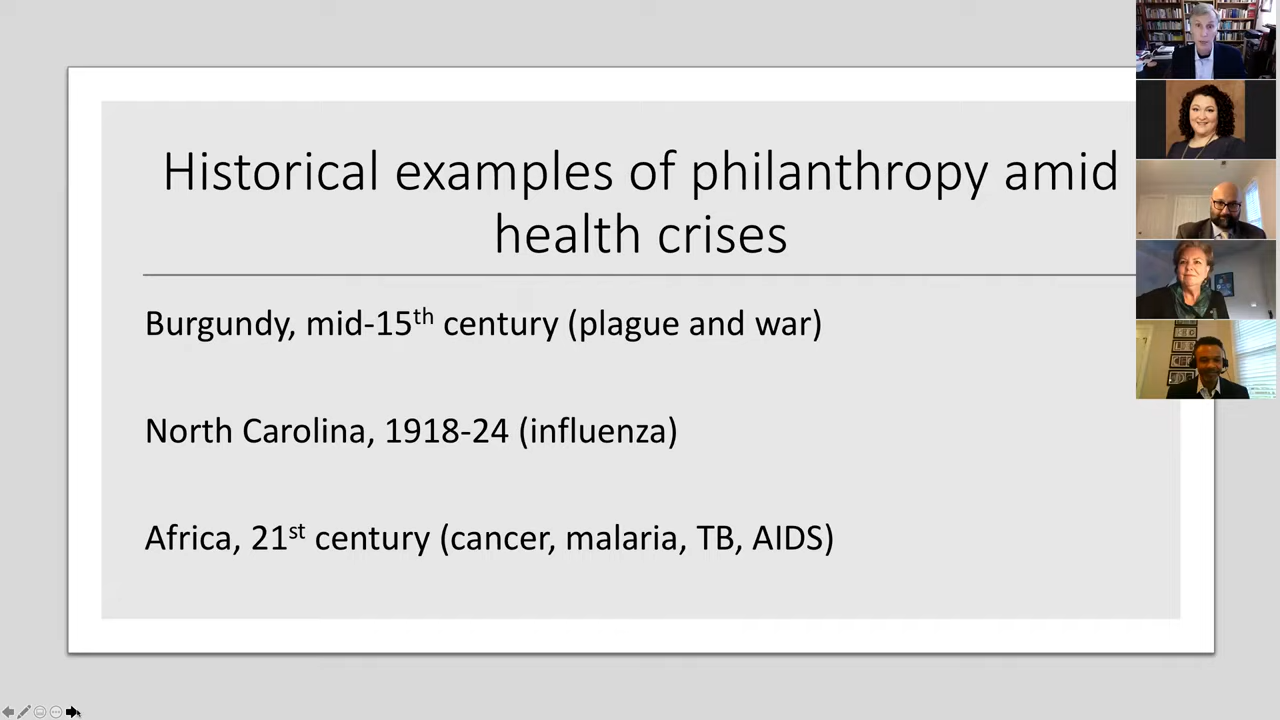 Historical examples of philanthropy amid
health crises
Burgundy, mid-15th century (plague and war)
North Carolina, 1918-24 (influenza)
Africa, 21st century (cancer, malaria, TB, AIDS)